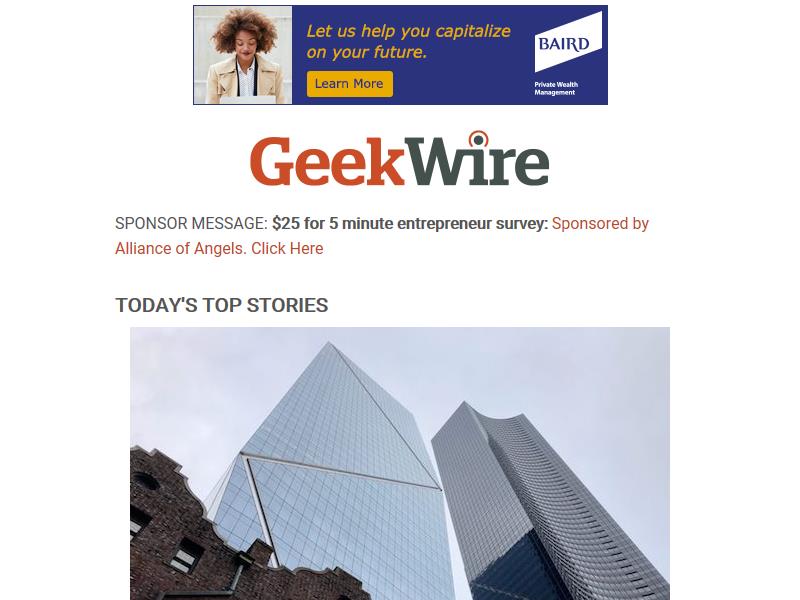 Let us help you capitalize
on your future.
Learn More
BAIRD
Private Wealth
Management
GeekWire
SPONSOR MESSAGE: $25 for 5 minute entrepreneur survey: Sponsored by
Alliance of Angels. Click Here
TODAY'S TOP STORIES